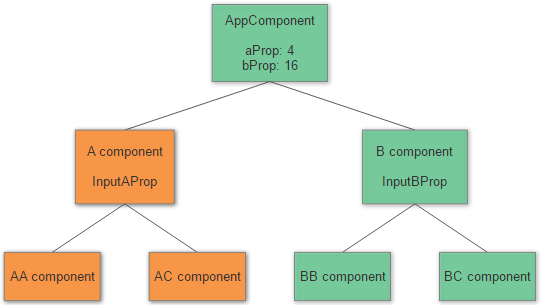 AppComponent
aProp: 4
bProp: 16
A component
InputAProp
B component
InputBProp
AA component
AC component
BB component
BC component